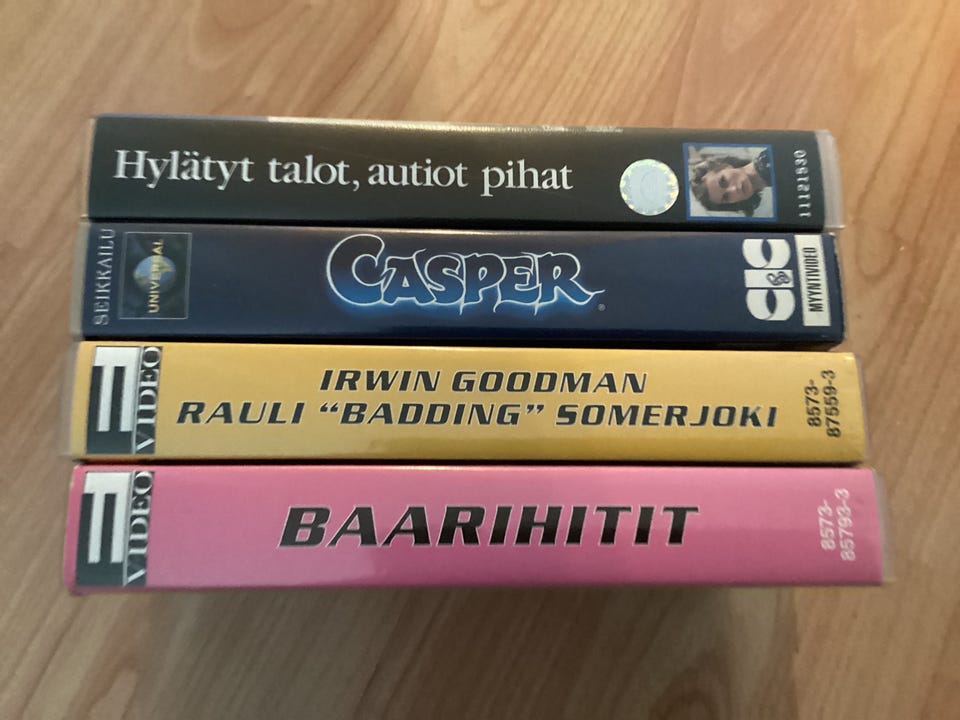 Hylätyt talot, autiot pihat
11121530
SEIKKAILU
UNIVERSAL
CASPER
®
CIC
MYYNTIVIDEO
VIDEO
IRWIN GOODMAN
RAULI “BADDING” SOMERJOKI
8573-
87559-3
VIDEO
BAARIHITIT
8573-
85793-3